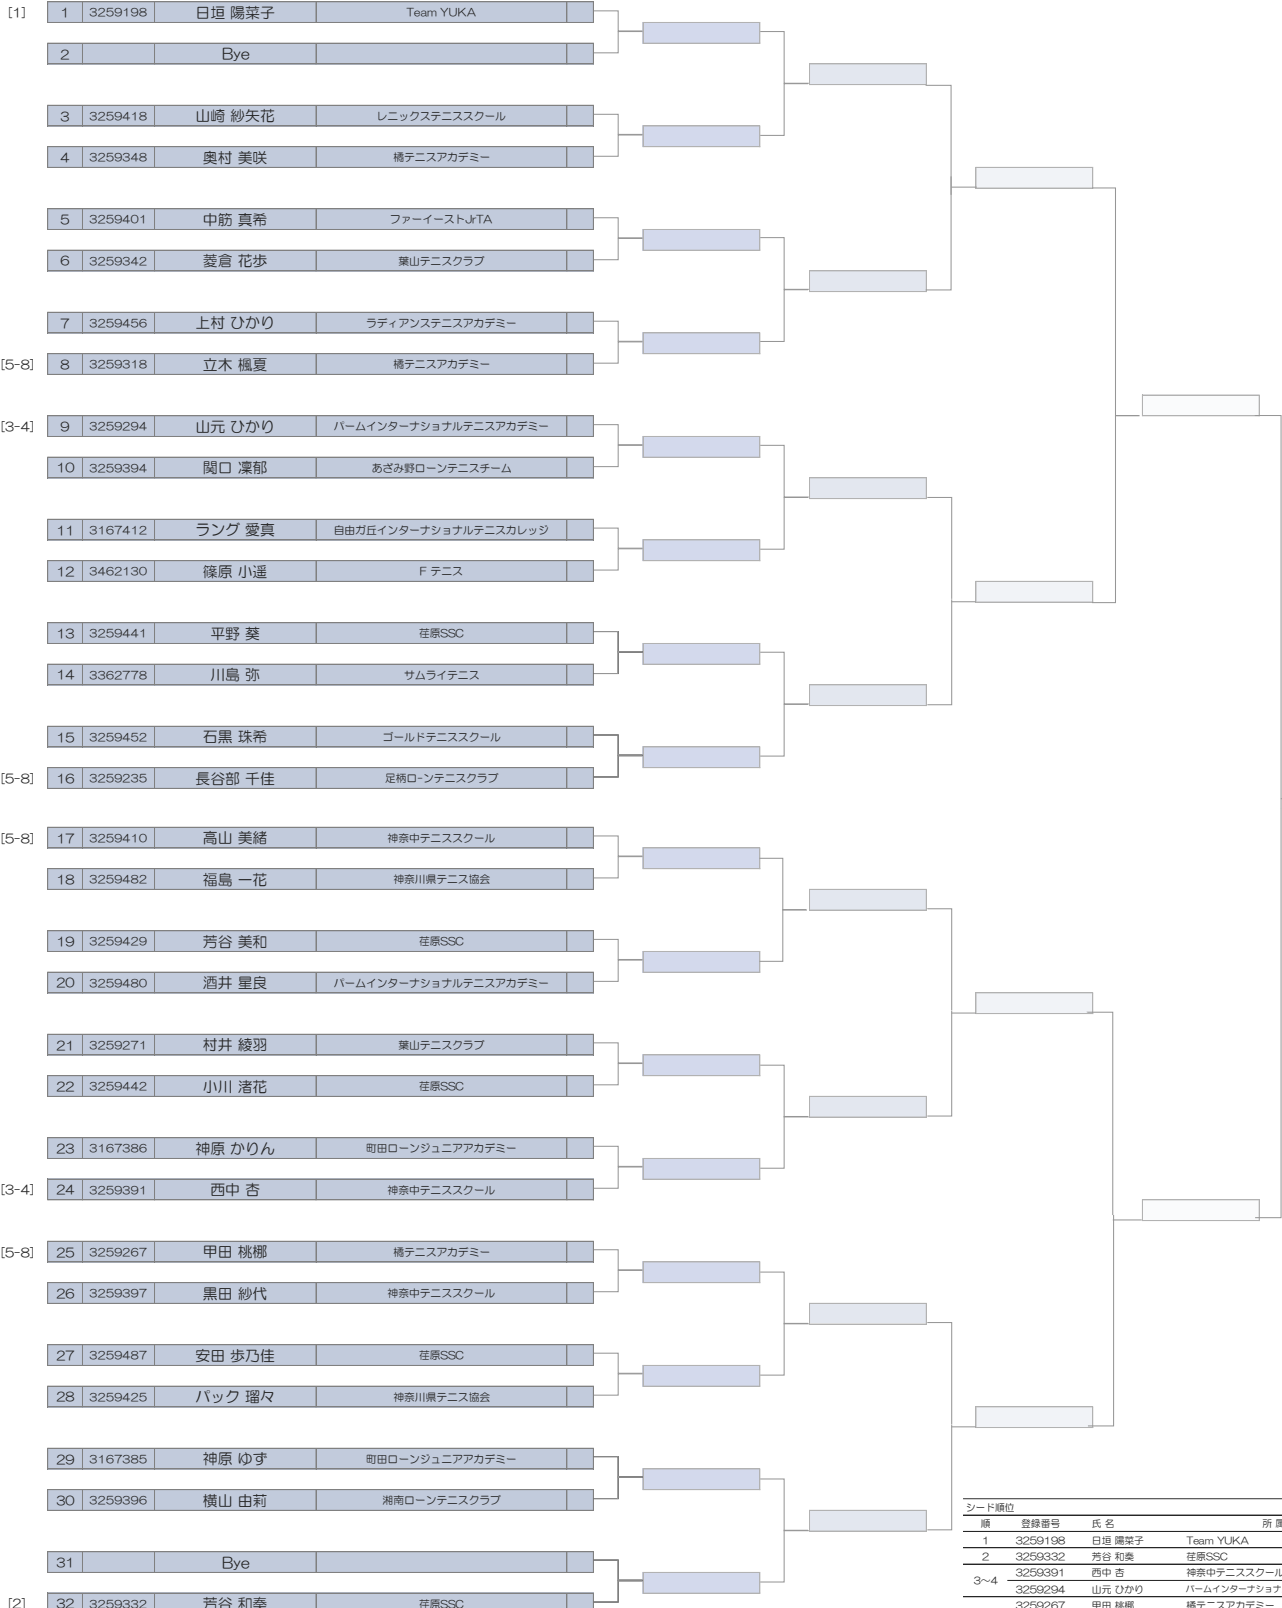 [1] 1 3259198 日垣 陽菜子 Team YUKA
2 Bye
3 3259418 山崎 紗矢花 レニックステニススクール
4 3259348 奥村 美咲 橘テニスアカデミー
5 3259401 中筋 真希 ファーイーストJrTA
6 3259342 菱倉 花歩 葉山テニスクラブ
7 3259456 上村 ひかり ラディアンステニスアカデミー
[5-8] 8 3259318 立木 楓夏 橘テニスアカデミー
[3-4] 9 3259294 山元 ひかり パームインターナショナルテニスアカデミー
10 3259394 関口 凜郁 あざみ野ローンテニスチーム
11 3167412 ラング 愛真 自由ガ丘インターナショナルテニスカレッジ
12 3462130 篠原 小遥 F テニス
13 3259441 平野 葵 荏原SSC
14 3362778 川島 弥 サムライテニス
15 3259452 石黒 珠希 ゴールドテニススクール
[5-8] 16 3259235 長谷部 千佳 足柄ローンテニスクラブ
[5-8] 17 3259410 高山 美緒 神奈中テニススクール
18 3259482 福島 一花 神奈川県テニス協会
19 3259429 芳谷 美和 荏原SSC
20 3259480 酒井 星良 パームインターナショナルテニスアカデミー
21 3259271 村井 綾羽 葉山テニスクラブ
22 3259442 小川 渚花 荏原SSC
23 3167386 神原 かりん 町田ローンジュニアアカデミー
[3-4] 24 3259391 西中 杏 神奈中テニススクール
[5-8] 25 3259267 甲田 桃梛 橘テニスアカデミー
26 3259397 黒田 紗代 神奈中テニススクール
27 3259487 安田 歩乃佳 荏原SSC
28 3259425 パック 瑠々 神奈川県テニス協会
29 3167385 神原 ゆず 町田ローンジュニアアカデミー
30 3259396 横山 由莉 湘南ローンテニスクラブ
31 Bye
[2] 32 3259332 芳谷 和奏 荏原SSC
シード順位
順 登録番号 氏 名 所 属
1 3259198 日垣 陽菜子 Team YUKA
2 3259332 芳谷 和奏 荏原SSC
3～4 3259391 西中 杏 神奈中テニススクール
3259294 山元 ひかり パームインターナショナ
3259267 甲田 桃梛 橘テニスアカデミー